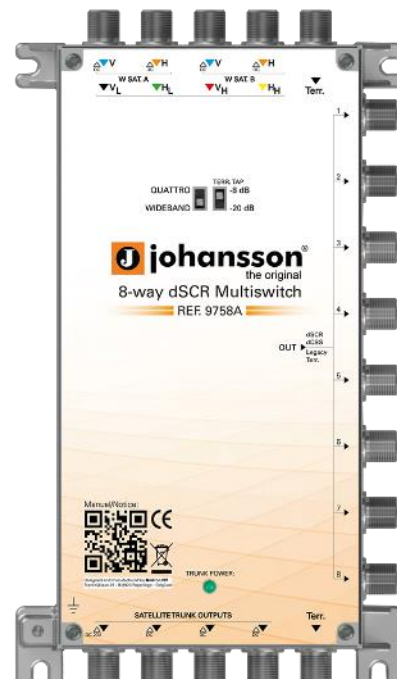 V H V H
W SAT. A W SAT. B
VL HL VH HH Terr.
1
2
TERR. TAP
QUATTRO -8 dB
WIDEBAND -20 dB
3
J johansson®
the original
8-way dSCR Multiswitch
REF. 9758A
4
OUT
dSCR
dCSS
Legacy
Terr.
5
6
7
Manual/Notice:
CE
TRUNK POWER:
8
SATELLITE TRUNK OUTPUTS Terr.